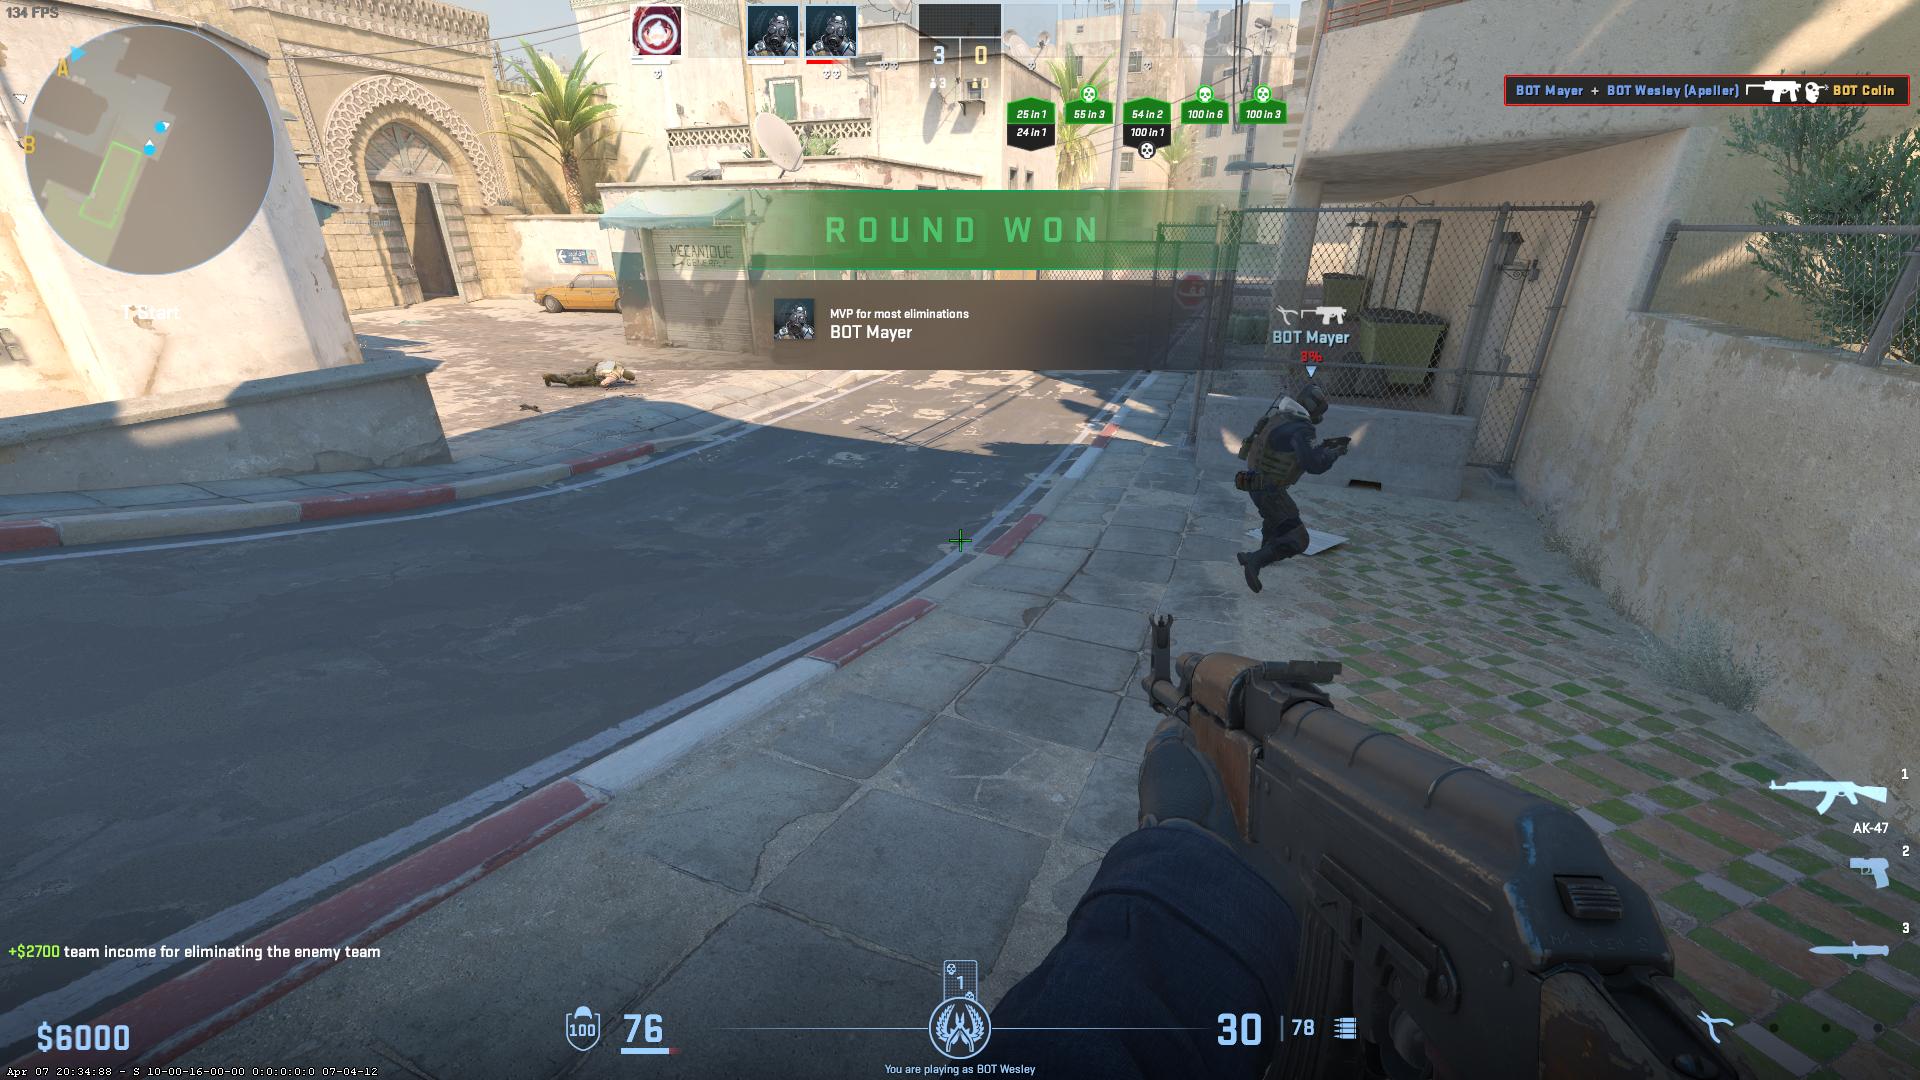 134 FPS
A
B
T Start
3 0
3 0
25 in 1
24 in 1
55 in 3
54 in 2
100 in 1
100 in 6
100 in 3
BOT Mayer + BOT Wesley (Apeller) BOT Colin
ROUND WON
MVP for most eliminations
BOT Mayer
MECANIQUE
BOT Mayer
3%
1
AK-47
2
3
+$2700 team income for eliminating the enemy team
$6000
100
76
1
30
78
You are playing as BOT Wesley
Apr 07 20:34:88 - S 10-00-16-00-00 0:0:0:0:0 07-04-12